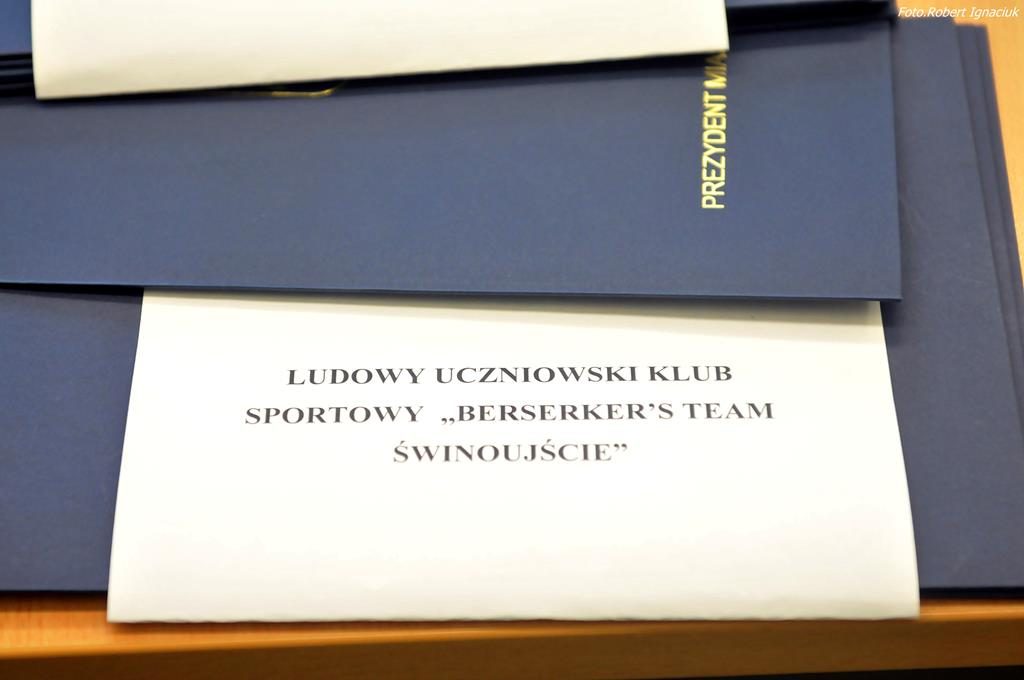 Foto.Robert Ignaciuk
PREZYDENT
LUDOWY UCZNIOWSKI KLUB
SPORTOWY „BERSERKER’S TEAM
ŚWINOUJŚCIE”